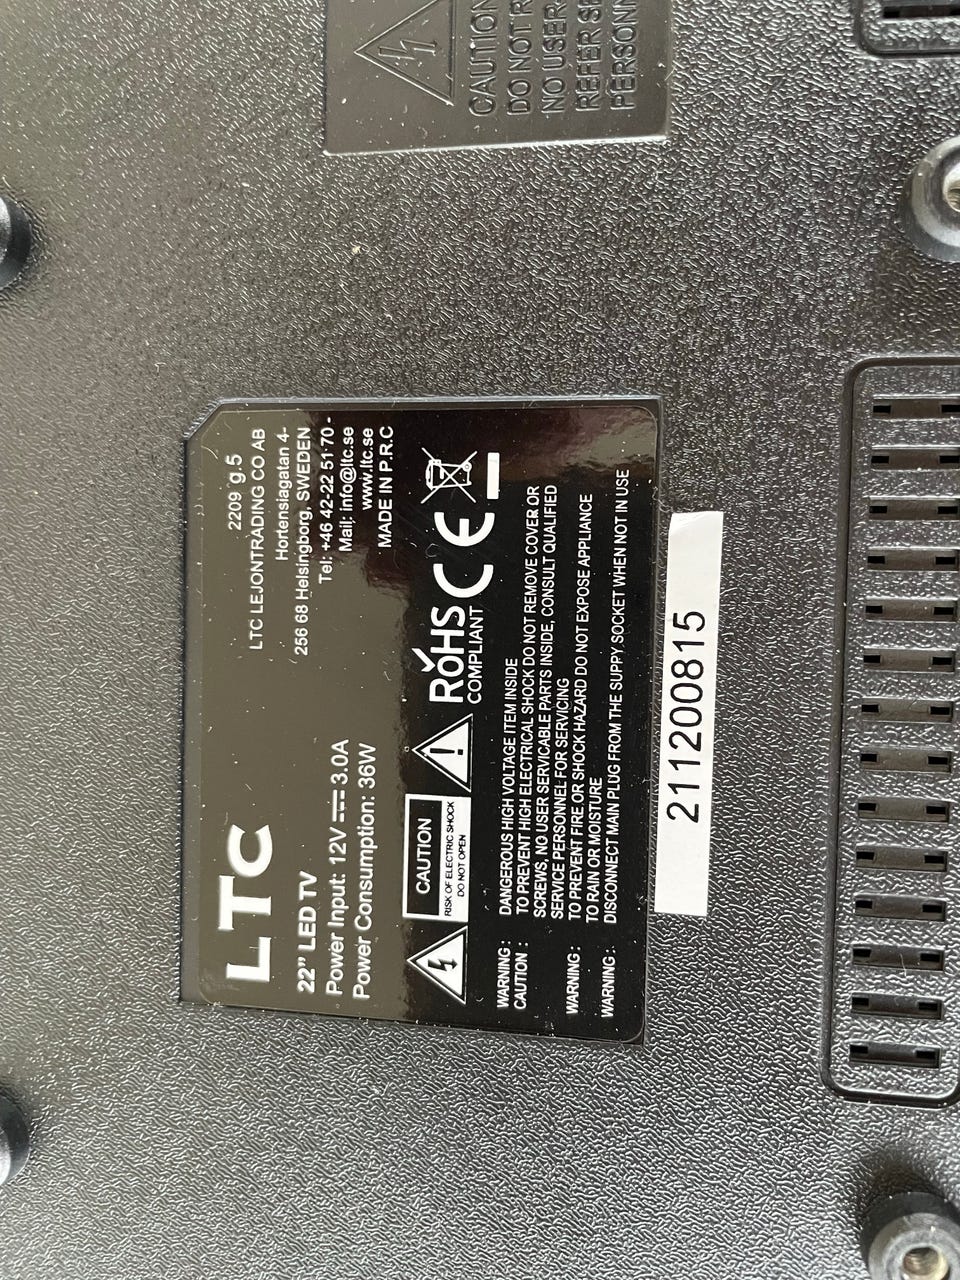 LTC
22" LED TV
Power Input: 12V 3.0A
Power Consumption: 36W
2209 g.5
LTC LEJONTRADING CO AB
Hortensiagatan 4-
256 68 Helsingborg, SWEDEN
Tel: +46 42-22 51 70 -
Mail: info@ltc.se
www.ltc.se
MADE IN P.R.C
CAUTION
RISK OF ELECTRIC SHOCK
DO NOT OPEN
RoHS
COMPLIANT
CE
WARNING: DANGEROUS HIGH VOLTAGE ITEM INSIDE
CAUTION : TO PREVENT HIGH ELECTRICAL SHOCK DO NOT REMOVE COVER OR
SCREWS, NO USER SERVICABLE PARTS INSIDE, CONSULT QUALIFIED
SERVICE PERSONNEL FOR SERVICING
WARNING : TO PREVENT FIRE OR SHOCK HAZARD DO NOT EXPOSE APPLIANCE
TO RAIN OR MOISTURE
WARNING : DISCONNECT MAIN PLUG FROM THE SUPPY SOCKET WHEN NOT IN USE
211200815
CAUTION
DO NOT R
NO USER
REFER SE
PERSONN